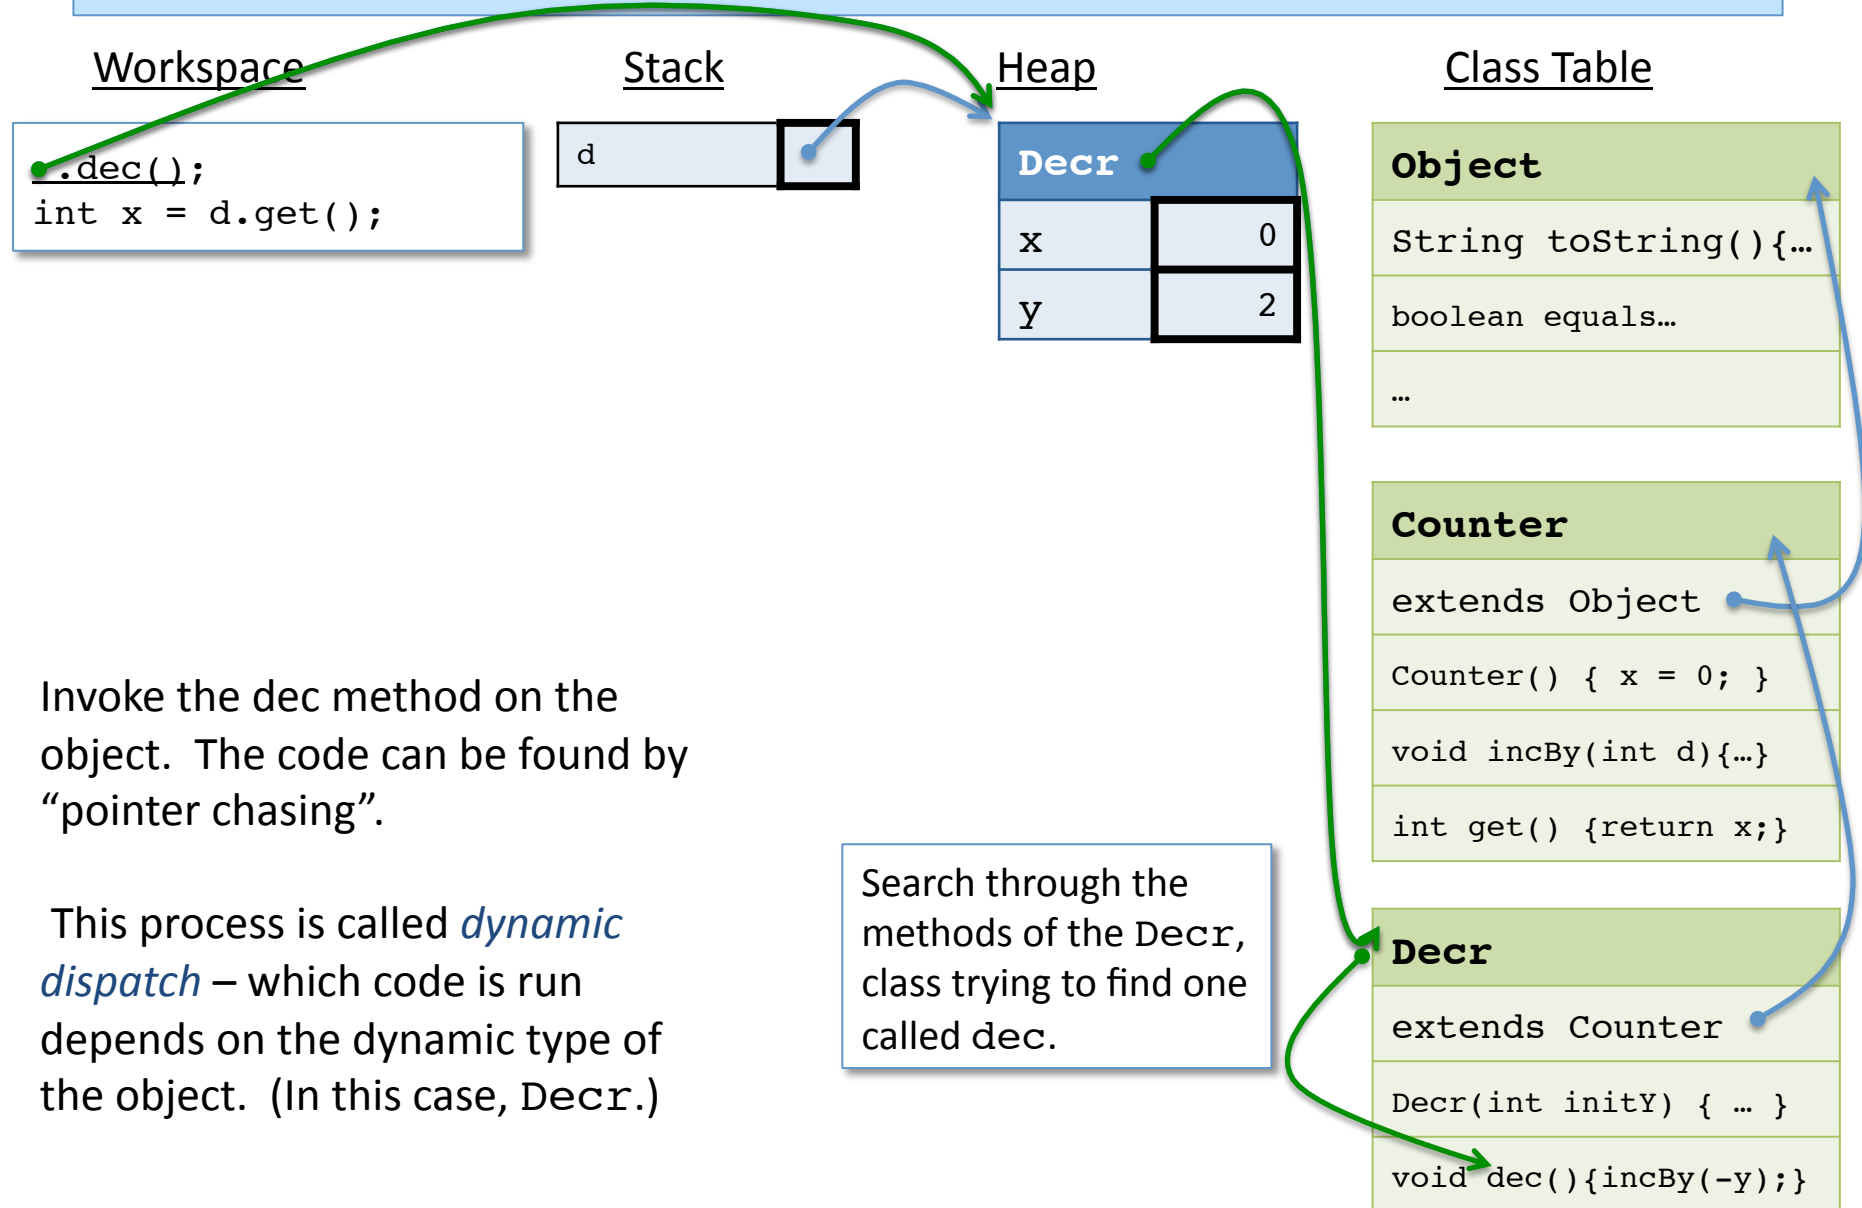 Workspace
Stack
Heap
Class Table
.dec();
int x = d.get();
d
Decr
x 0
y 2
Object
String toString(){…
boolean equals…
…
Counter
extends Object
Counter() { x = 0; }
void incBy(int d){…}
int get() {return x;}
Decr
extends Counter
Decr(int initY) { … }
void dec(){incBy(-y);}
Invoke the dec method on the
object.  The code can be found by
“pointer chasing”.
This process is called dynamic
dispatch – which code is run
depends on the dynamic type of
the object.  (In this case, Decr.)
Search through the
methods of the Decr,
class trying to find one
called dec.